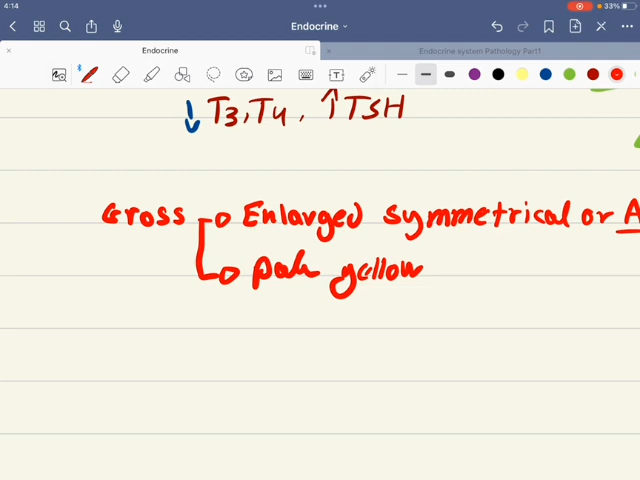 4:14
33%
Endocrine
Endocrine
Endocrine system Pathology Part1
↓ T3, T4, ↑ TSH
Gross Enlarged symmetrical or A
pale yellow